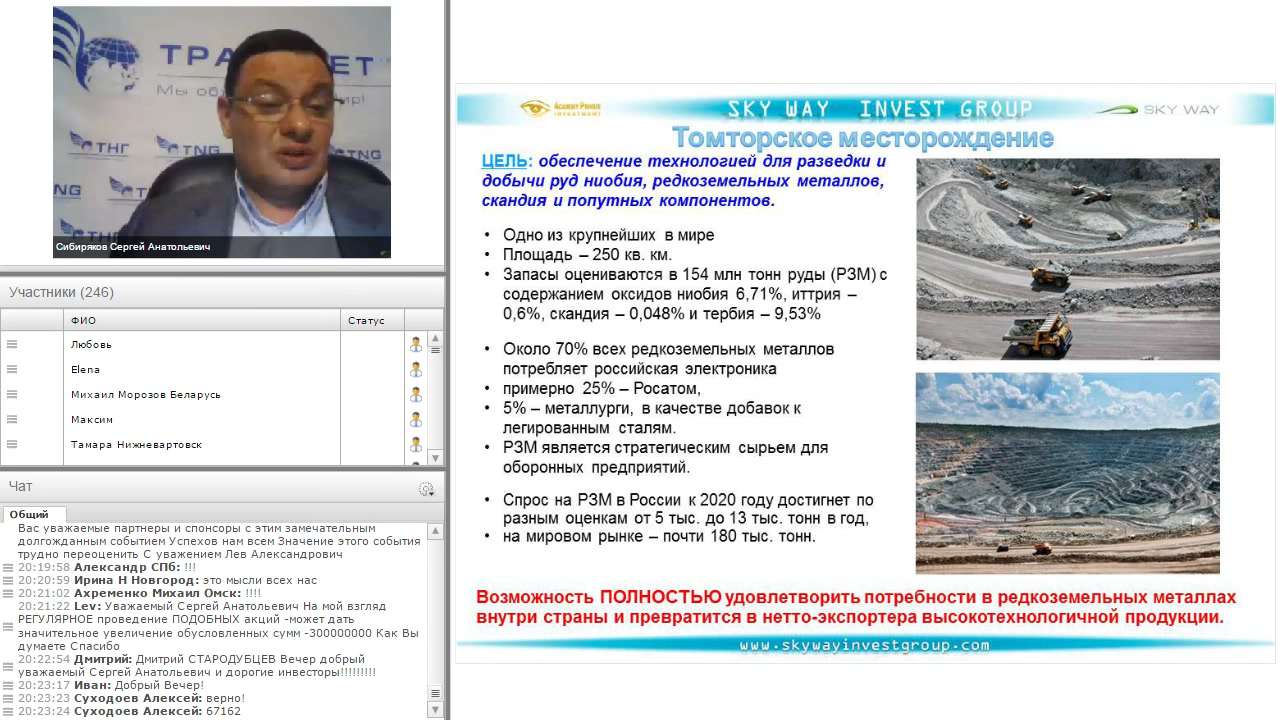 ТРА
ЕТ
Мы об
ир!
ТНГ
TNG
TNG
Сибиряков Сергей Анатольевич
Участники (246)
ФИО
Статус
Любовь
Elena
Михаил Морозов Беларусь
Максим
Тамара Нижневартовск
Чат
Общий
Вас уважаемые партнеры и спонсоры с этим замечательным
долгожданным событием Успехов нам всем Значение этого события
трудно переоценить С уважением Лев Александрович
20:19:58 Александр СПб: !!!
20:20:59 Ирина Н Новгород: это мысли всех нас
20:21:02 Ахременко Михаил Омск: !!!!
20:21:22 Lev: Уважаемый Сергей Анатольевич На мой взгляд
РЕГУЛЯРНОЕ проведение ПОДОБНЫХ акций -может дать
значительное увеличение обусловленных сумм -300000000 Как Вы
думаете Спасибо
20:22:54 Дмитрий: Дмитрий СТАРОДУБЦЕВ Вечер добрый
уважаемый Сергей Анатольевич и дорогие инвесторы!!!!!!!!!
20:23:17 Иван: Добрый Вечер!
20:23:23 Суходоев Алексей: верно!
20:23:24 Суходоев Алексей: 67162
ACADEMY PRIVATE
INVESTMENT
SKY WAY INVEST GROUP
SKY WAY
Томторское месторождение
ЦЕЛЬ: обеспечение технологией для разведки и
добычи руд ниобия, редкоземельных металлов,
скандия и попутных компонентов.
• Одно из крупнейших в мире
• Площадь – 250 кв. км.
• Запасы оцениваются в 154 млн тонн руды (РЗМ) с
содержанием оксидов ниобия 6,71%, иттрия –
0,6%, скандия – 0,048% и тербия – 9,53%
• Около 70% всех редкоземельных металлов
потребляет российская электроника
• примерно 25% – Росатом,
• 5% – металлурги, в качестве добавок к
легированным сталям.
• РЗМ является стратегическим сырьем для
оборонных предприятий.
• Спрос на РЗМ в России к 2020 году достигнет по
разным оценкам от 5 тыс. до 13 тыс. тонн в год,
• на мировом рынке – почти 180 тыс. тонн.
Возможность ПОЛНОСТЬЮ удовлетворить потребности в редкоземельных металлах
внутри страны и превратится в нетто-экспортера высокотехнологичной продукции.
www.skywayinvestgroup.com